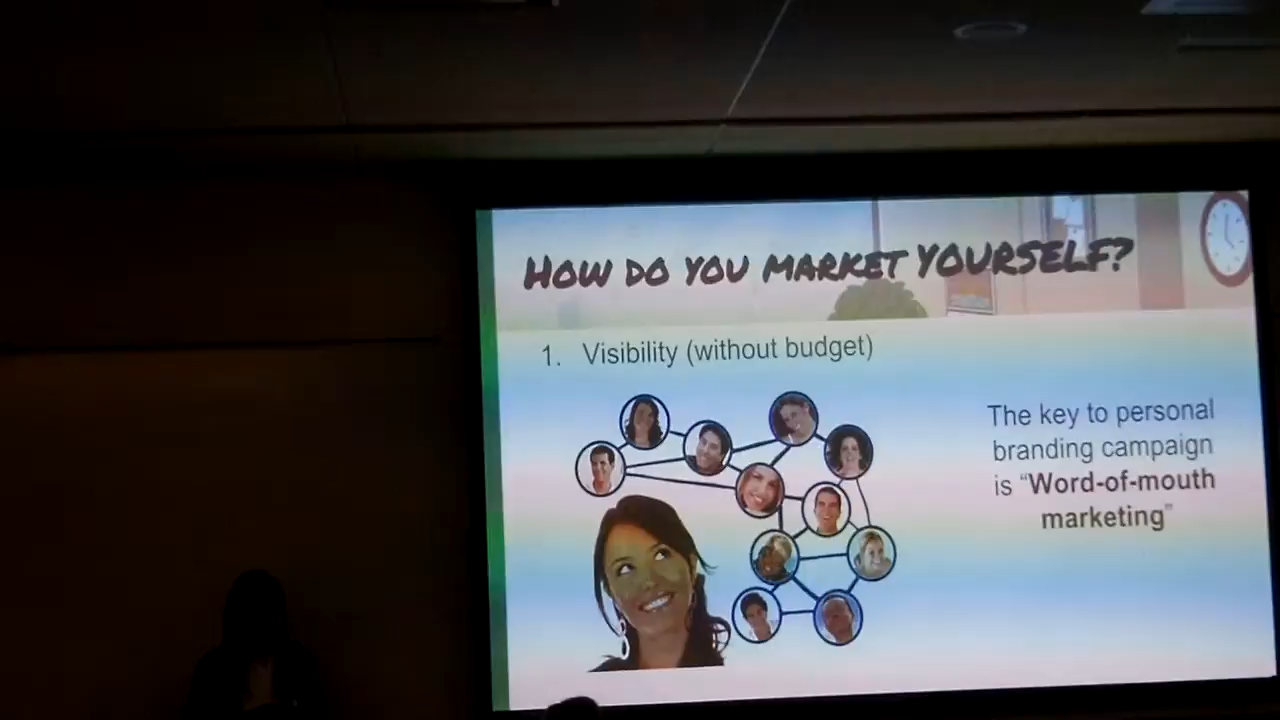 HOW DO YOU MARKET YOURSELF?
1. Visibility (without budget)
The key to personal
branding campaign
is “Word-of-mouth
marketing”